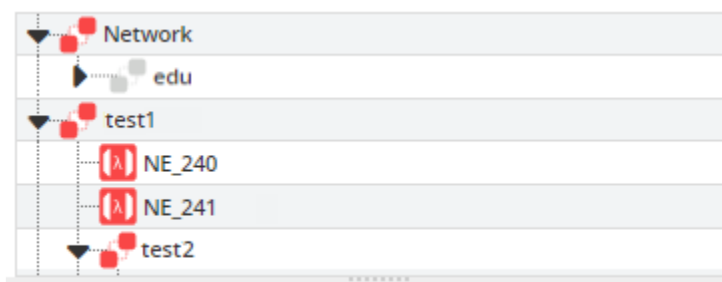 Network
edu
test1
λ NE_240
λ NE_241
test2